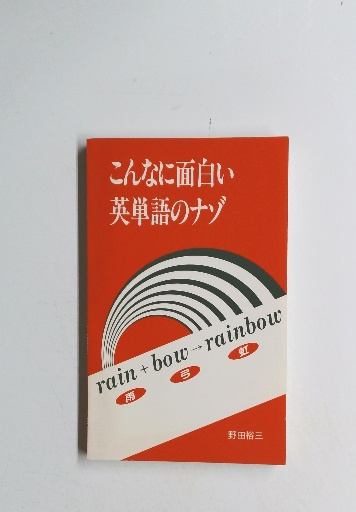 こんなに面白い
英単語のナゾ
rain + bow → rainbow
雨 弓 虹
野田裕三